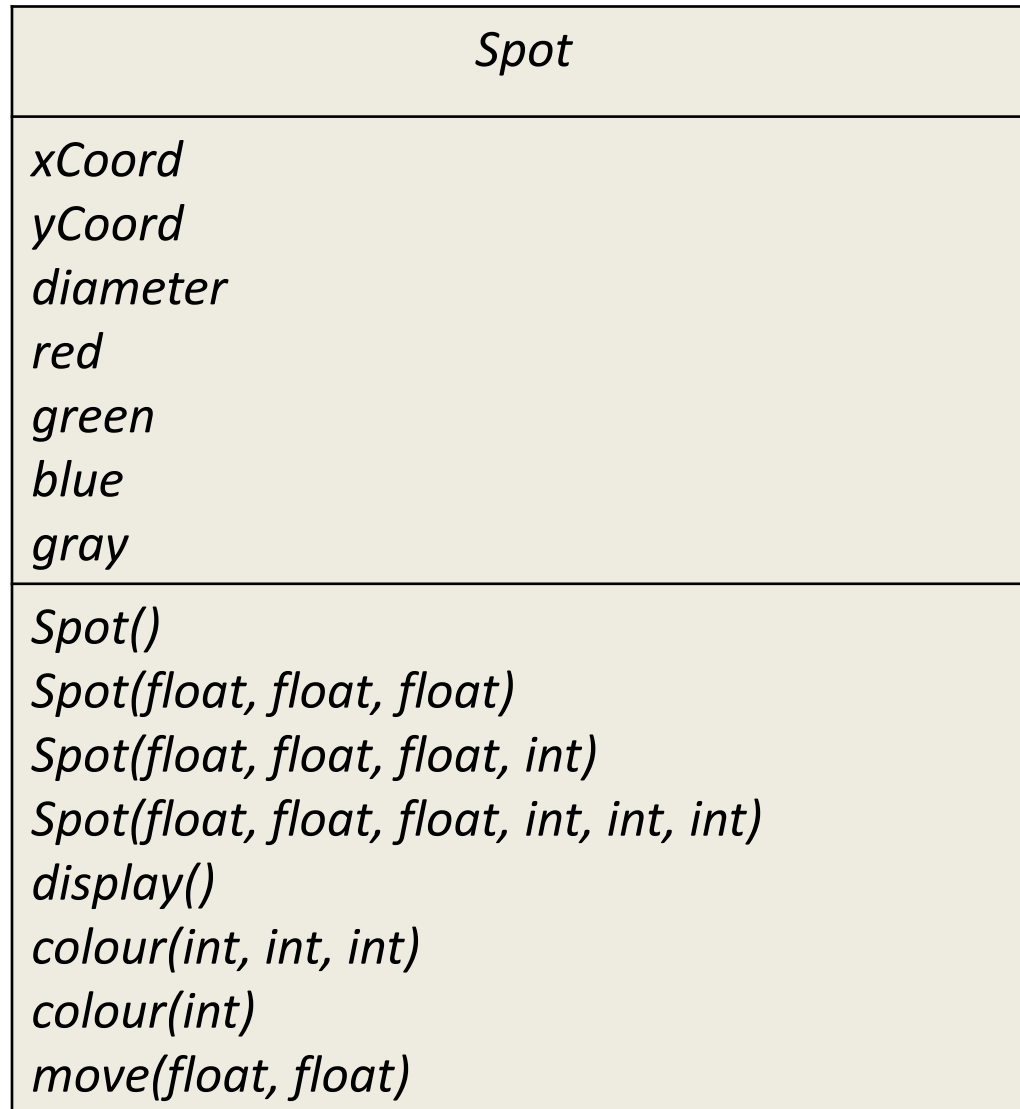 Spot
xCoord
yCoord
diameter
red
green
blue
gray
Spot()
Spot(float, float, float)
Spot(float, float, float, int)
Spot(float, float, float, int, int, int)
display()
colour(int, int, int)
colour(int)
move(float, float)